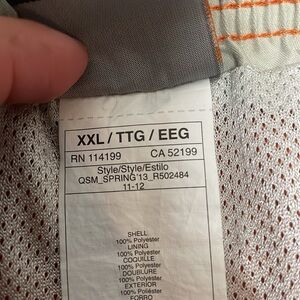 XXL / TTG / EEG
RN 114199 CA 52199
Style/Style/Estilo
QSM_SPRING'13_R502484
11-12
SHELL
100% Polyester
LINING
100% Polyester
COQUILLE
100% Polyester
DOUBLURE
100% Polyester
EXTERIOR
100% Polyester
FORRO